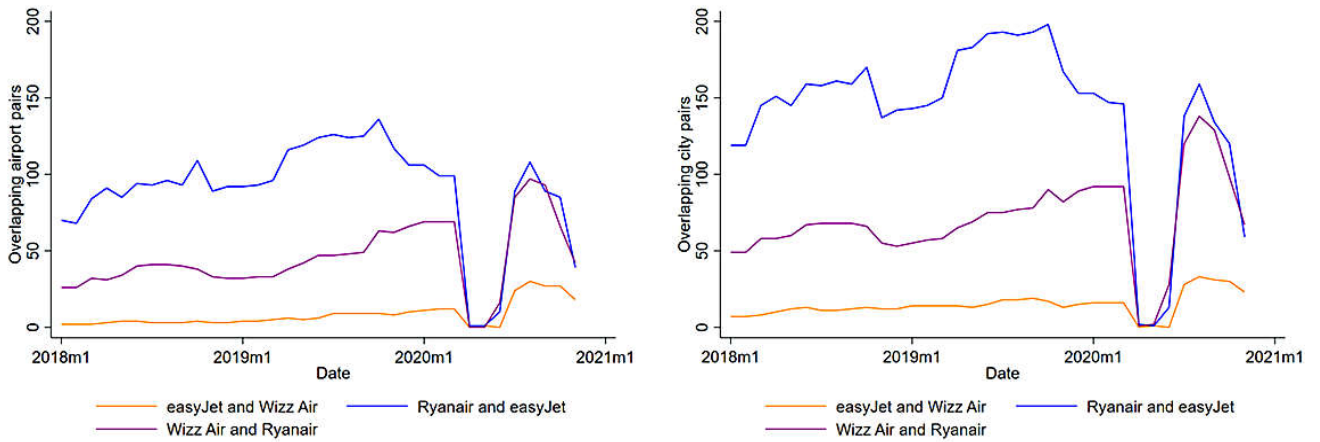 Overlapping airport pairs
200
150
100
50
0
2018m1 2019m1 2020m1 2021m1
Date
easyJet and Wizz Air Ryanair and easyJet
Wizz Air and Ryanair
Overlapping city pairs
200
150
100
50
0
2018m1 2019m1 2020m1 2021m1
Date
easyJet and Wizz Air Ryanair and easyJet
Wizz Air and Ryanair